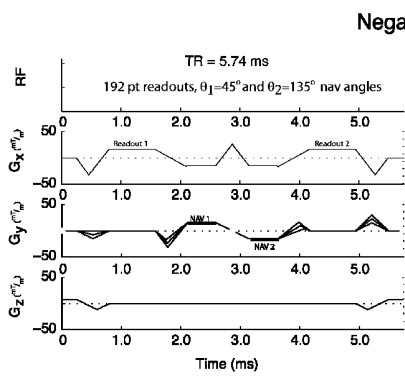 Nega
TR = 5.74 ms
192 pt readouts, θ1=45° and θ2=135° nav angles
RF
0.0 1.0 2.0 3.0 4.0 5.0
50
Readout 1 Readout 2
Gx (mT/m)
-50
0.0 1.0 2.0 3.0 4.0 5.0
50
NAV 1
Gy (mT/m)
NAV 2
-50
0.0 1.0 2.0 3.0 4.0 5.0
50
Gz (mT/m)
-50
0.0 1.0 2.0 3.0 4.0 5.0
Time (ms)